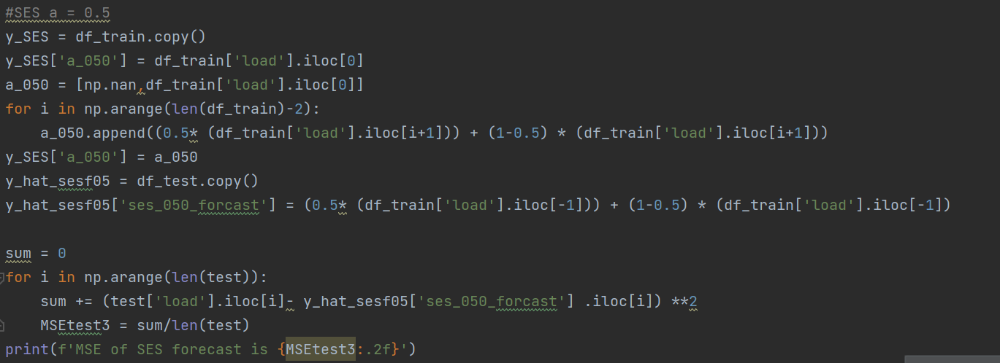 #SES a = 0.5
y_SES = df_train.copy()
y_SES['a_050'] = df_train['load'].iloc[0]
a_050 = [np.nan,df_train['load'].iloc[0]]
for i in np.arange(len(df_train)-2):
    a_050.append((0.5* (df_train['load'].iloc[i+1])) + (1-0.5) * (df_train['load'].iloc[i+1]))
y_SES['a_050'] = a_050
y_hat_sesf05 = df_test.copy()
y_hat_sesf05['ses_050_forcast'] = (0.5* (df_train['load'].iloc[-1])) + (1-0.5) * (df_train['load'].iloc[-1])
sum = 0
for i in np.arange(len(test)):
    sum += (test['load'].iloc[i]- y_hat_sesf05['ses_050_forcast'] .iloc[i]) **2
    MSEtest3 = sum/len(test)
print(f'MSE of SES forecast is {MSEtest3:.2f}')